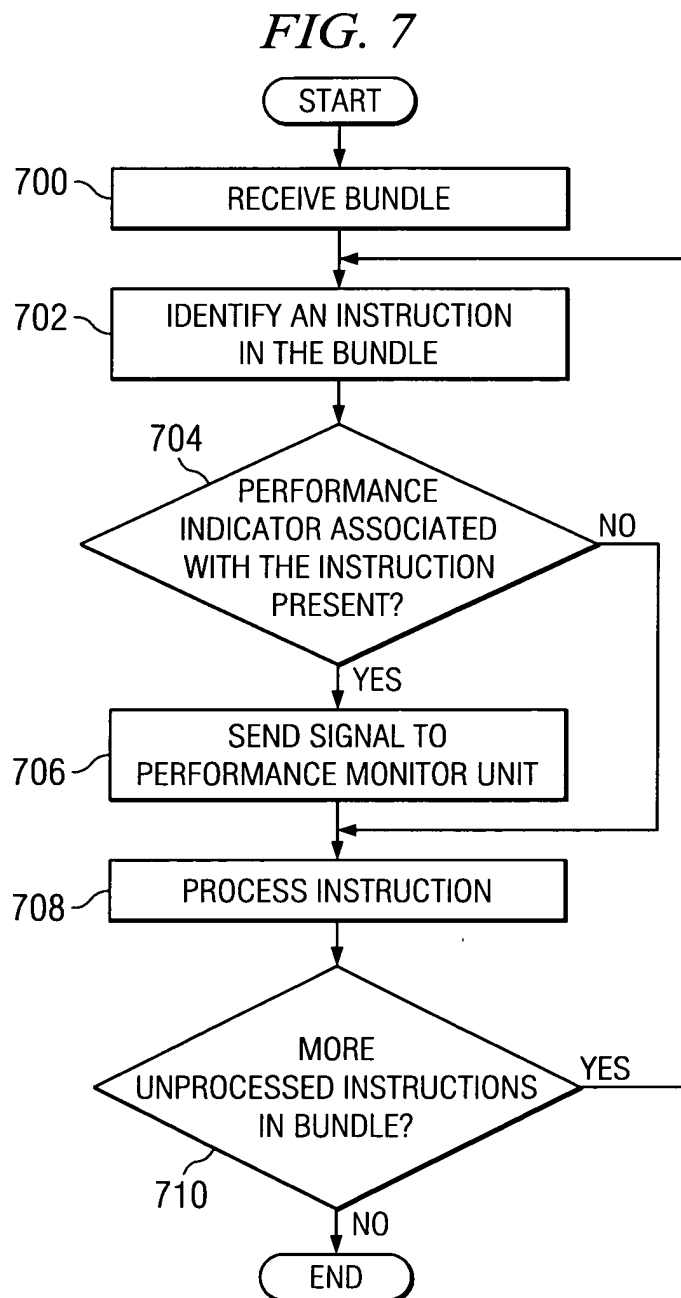 FIG. 7
START
700
RECEIVE BUNDLE
702
IDENTIFY AN INSTRUCTION
IN THE BUNDLE
704
PERFORMANCE
INDICATOR ASSOCIATED
WITH THE INSTRUCTION
PRESENT?
NO
YES
706
SEND SIGNAL TO
PERFORMANCE MONITOR UNIT
708
PROCESS INSTRUCTION
MORE
UNPROCESSED INSTRUCTIONS
IN BUNDLE?
YES
710
NO
END